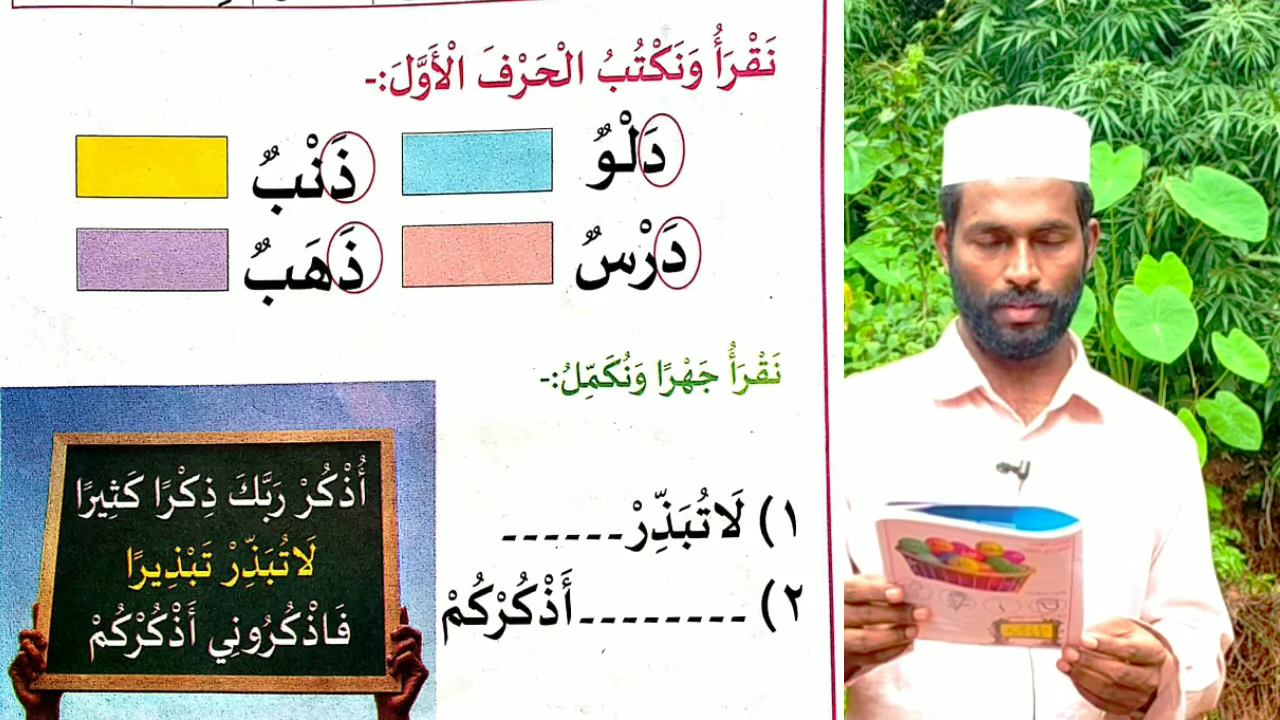 نَقْرَأُ وَنَكْتُبُ الْحَرْفَ الْأَوَّلَ:-
دَلْوٌ ذَنْبٌ
دَرْسٌ ذَهَبٌ
نَقْرَأُ جَهْرًا وَنُكَمِّلُ:-
١) لَاتُبَذِّرْ------
٢) --------أَذْكُرْكُمْ
أُذْكُرْ رَبَّكَ ذِكْرًا كَثِيرًا
لَاتُبَذِّرْ تَبْذِيرًا
فَاذْكُرُونِي أَذْكُرْكُمْ